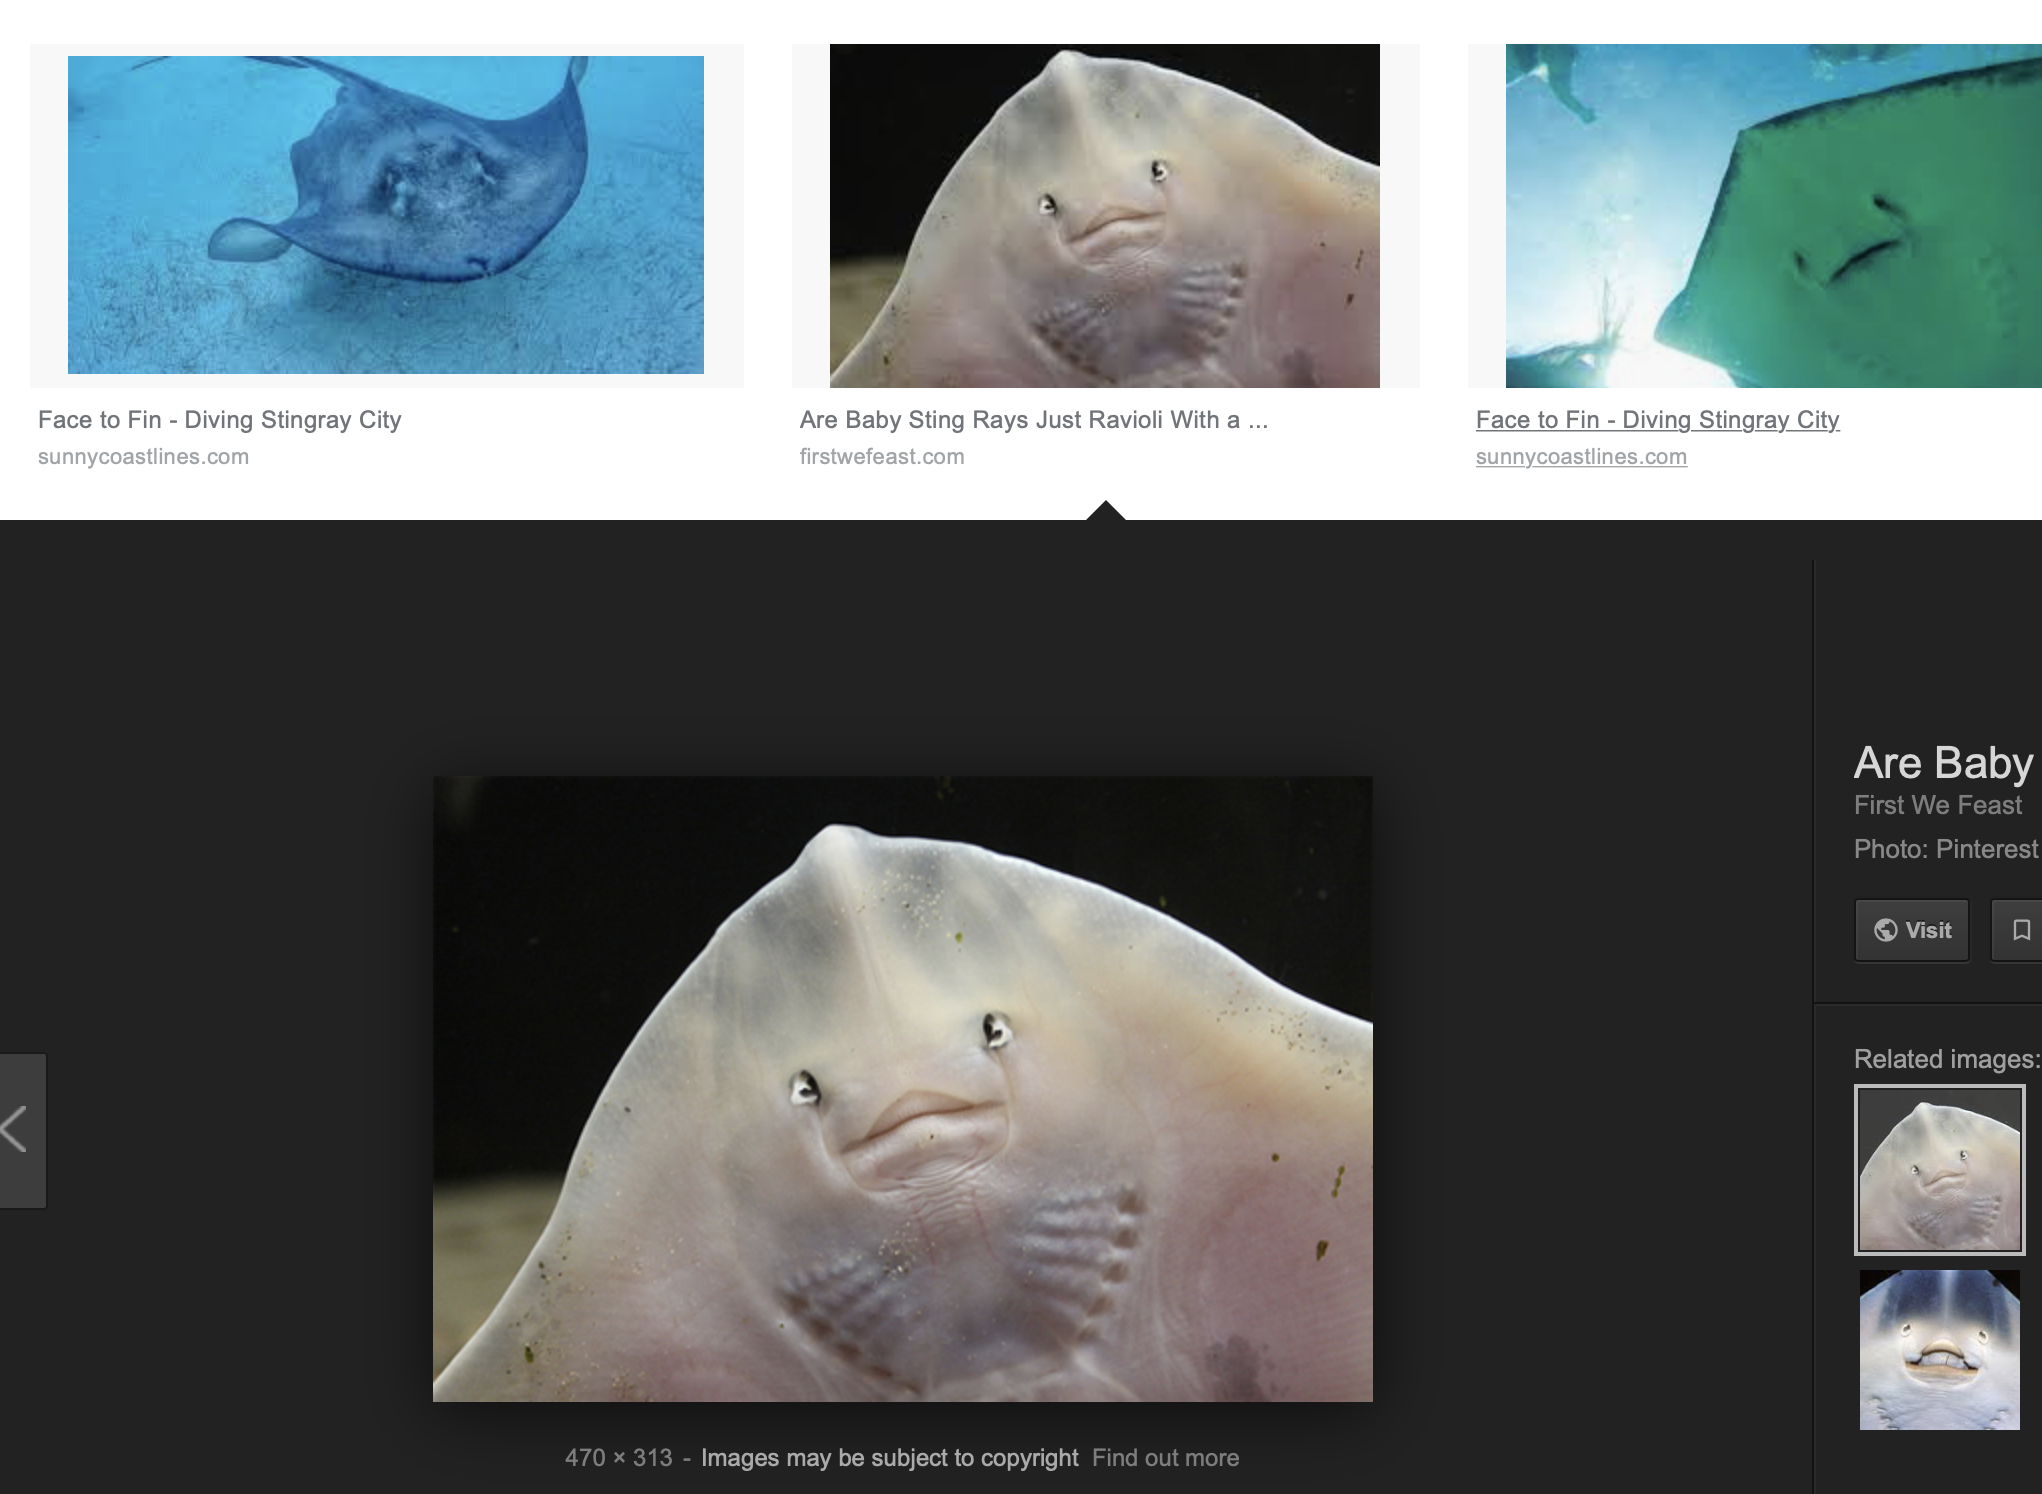 Face to Fin - Diving Stingray City
sunnycoastlines.com
Are Baby Sting Rays Just Ravioli With a ...
firstwefeast.com
Face to Fin - Diving Stingray City
sunnycoastlines.com
Are Baby
First We Feast
Photo: Pinterest
Visit
Related images:
470 × 313 - Images may be subject to copyright Find out more